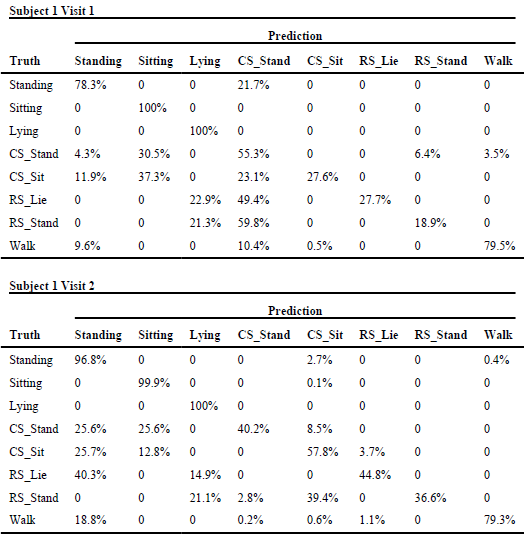 Subject 1 Visit 1
Prediction
Truth Standing Sitting Lying CS_Stand CS_Sit RS_Lie RS_Stand Walk
Standing 78.3% 0 0 21.7% 0 0 0 0
Sitting 0 100% 0 0 0 0 0 0
Lying 0 0 100% 0 0 0 0 0
CS_Stand 4.3% 30.5% 0 55.3% 0 0 6.4% 3.5%
CS_Sit 11.9% 37.3% 0 23.1% 27.6% 0 0 0
RS_Lie 0 0 22.9% 49.4% 0 27.7% 0 0
RS_Stand 0 0 21.3% 59.8% 0 0 18.9% 0
Walk 9.6% 0 0 10.4% 0.5% 0 0 79.5%
Subject 1 Visit 2
Prediction
Truth Standing Sitting Lying CS_Stand CS_Sit RS_Lie RS_Stand Walk
Standing 96.8% 0 0 0 2.7% 0 0 0.4%
Sitting 0 99.9% 0 0 0.1% 0 0 0
Lying 0 0 100% 0 0 0 0 0
CS_Stand 25.6% 25.6% 0 40.2% 8.5% 0 0 0
CS_Sit 25.7% 12.8% 0 0 57.8% 3.7% 0 0
RS_Lie 40.3% 0 14.9% 0 0 44.8% 0 0
RS_Stand 0 0 21.1% 2.8% 39.4% 0 36.6% 0
Walk 18.8% 0 0 0.2% 0.6% 1.1% 0 79.3%